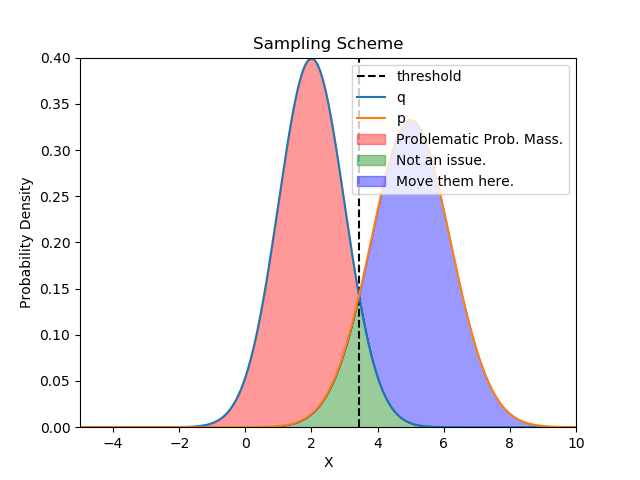 Sampling Scheme
0.40
0.35
0.30
0.25
0.20
0.15
0.10
0.05
0.00
Probability Density
threshold
q
p
Problematic Prob. Mass.
Not an issue.
Move them here.
−4 −2 0 2 4 6 8 10
X